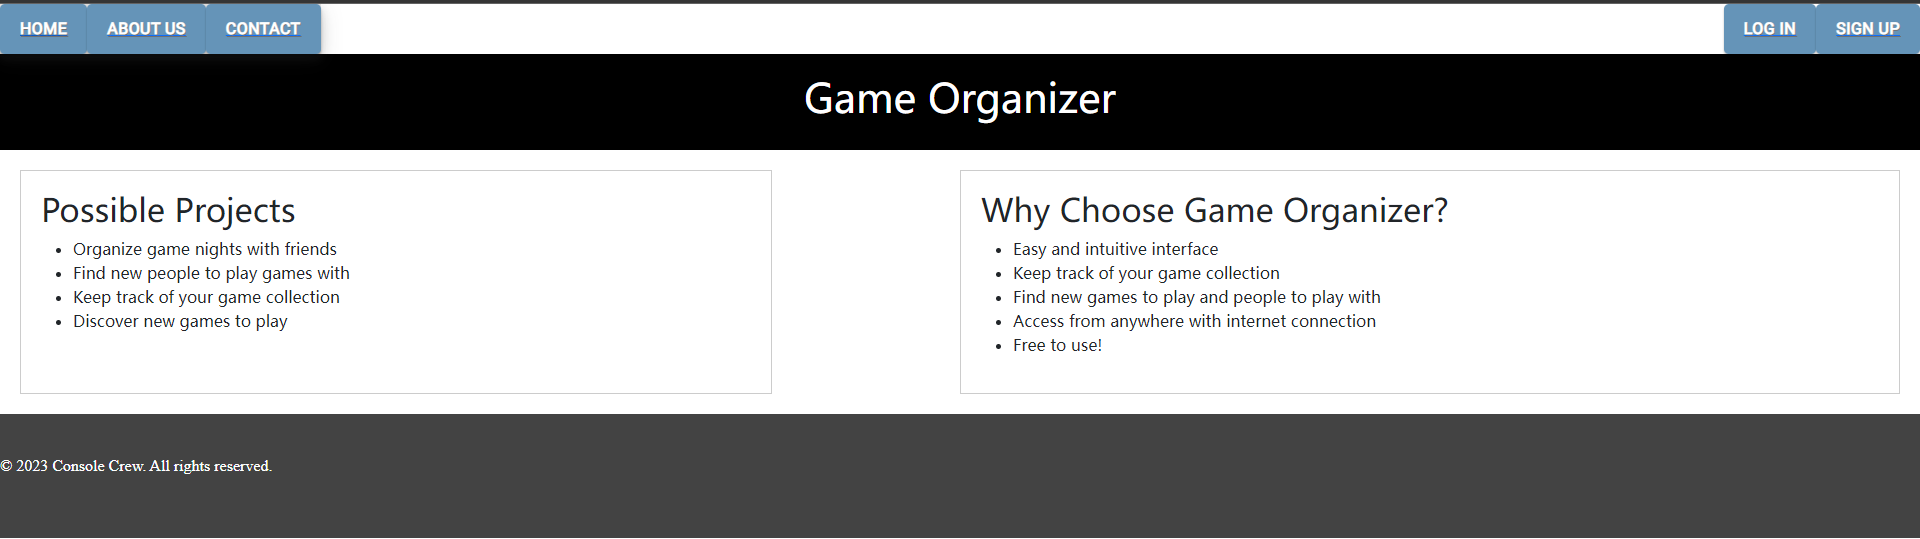 HOME ABOUT US CONTACT LOG IN SIGN UP
Game Organizer
Possible Projects
• Organize game nights with friends
• Find new people to play games with
• Keep track of your game collection
• Discover new games to play
Why Choose Game Organizer?
• Easy and intuitive interface
• Keep track of your game collection
• Find new games to play and people to play with
• Access from anywhere with internet connection
• Free to use!
© 2023 Console Crew. All rights reserved.